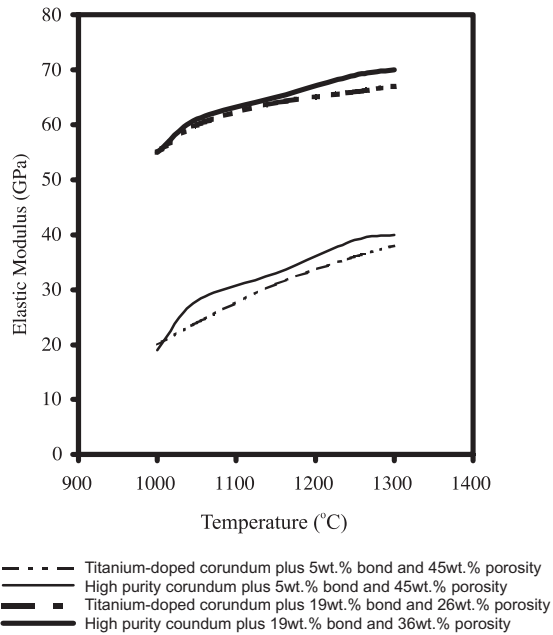 80
70
60
50
40
30
20
10
0
Elastic Modulus (GPa)
900 1000 1100 1200 1300 1400
Temperature (°C)
Titanium-doped corundum plus 5wt.% bond and 45wt.% porosity
High purity corundum plus 5wt.% bond and 45wt.% porosity
Titanium-doped corundum plus 19wt.% bond and 26wt.% porosity
High purity coundum plus 19wt.% bond and 36wt.% porosity